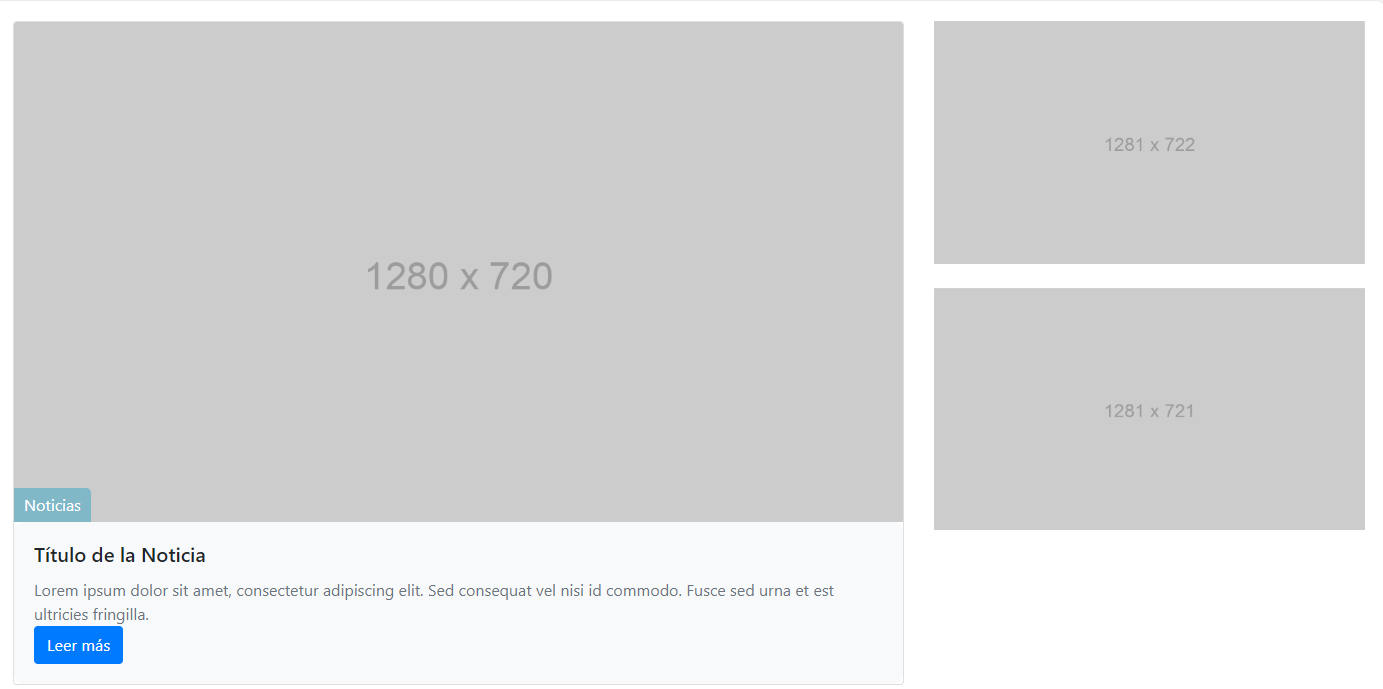 1280 x 720
Noticias
Título de la Noticia
Lorem ipsum dolor sit amet, consectetur adipiscing elit. Sed consequat vel nisi id commodo. Fusce sed urna et est
ultricies fringilla.
Leer más
1281 x 722
1281 x 721